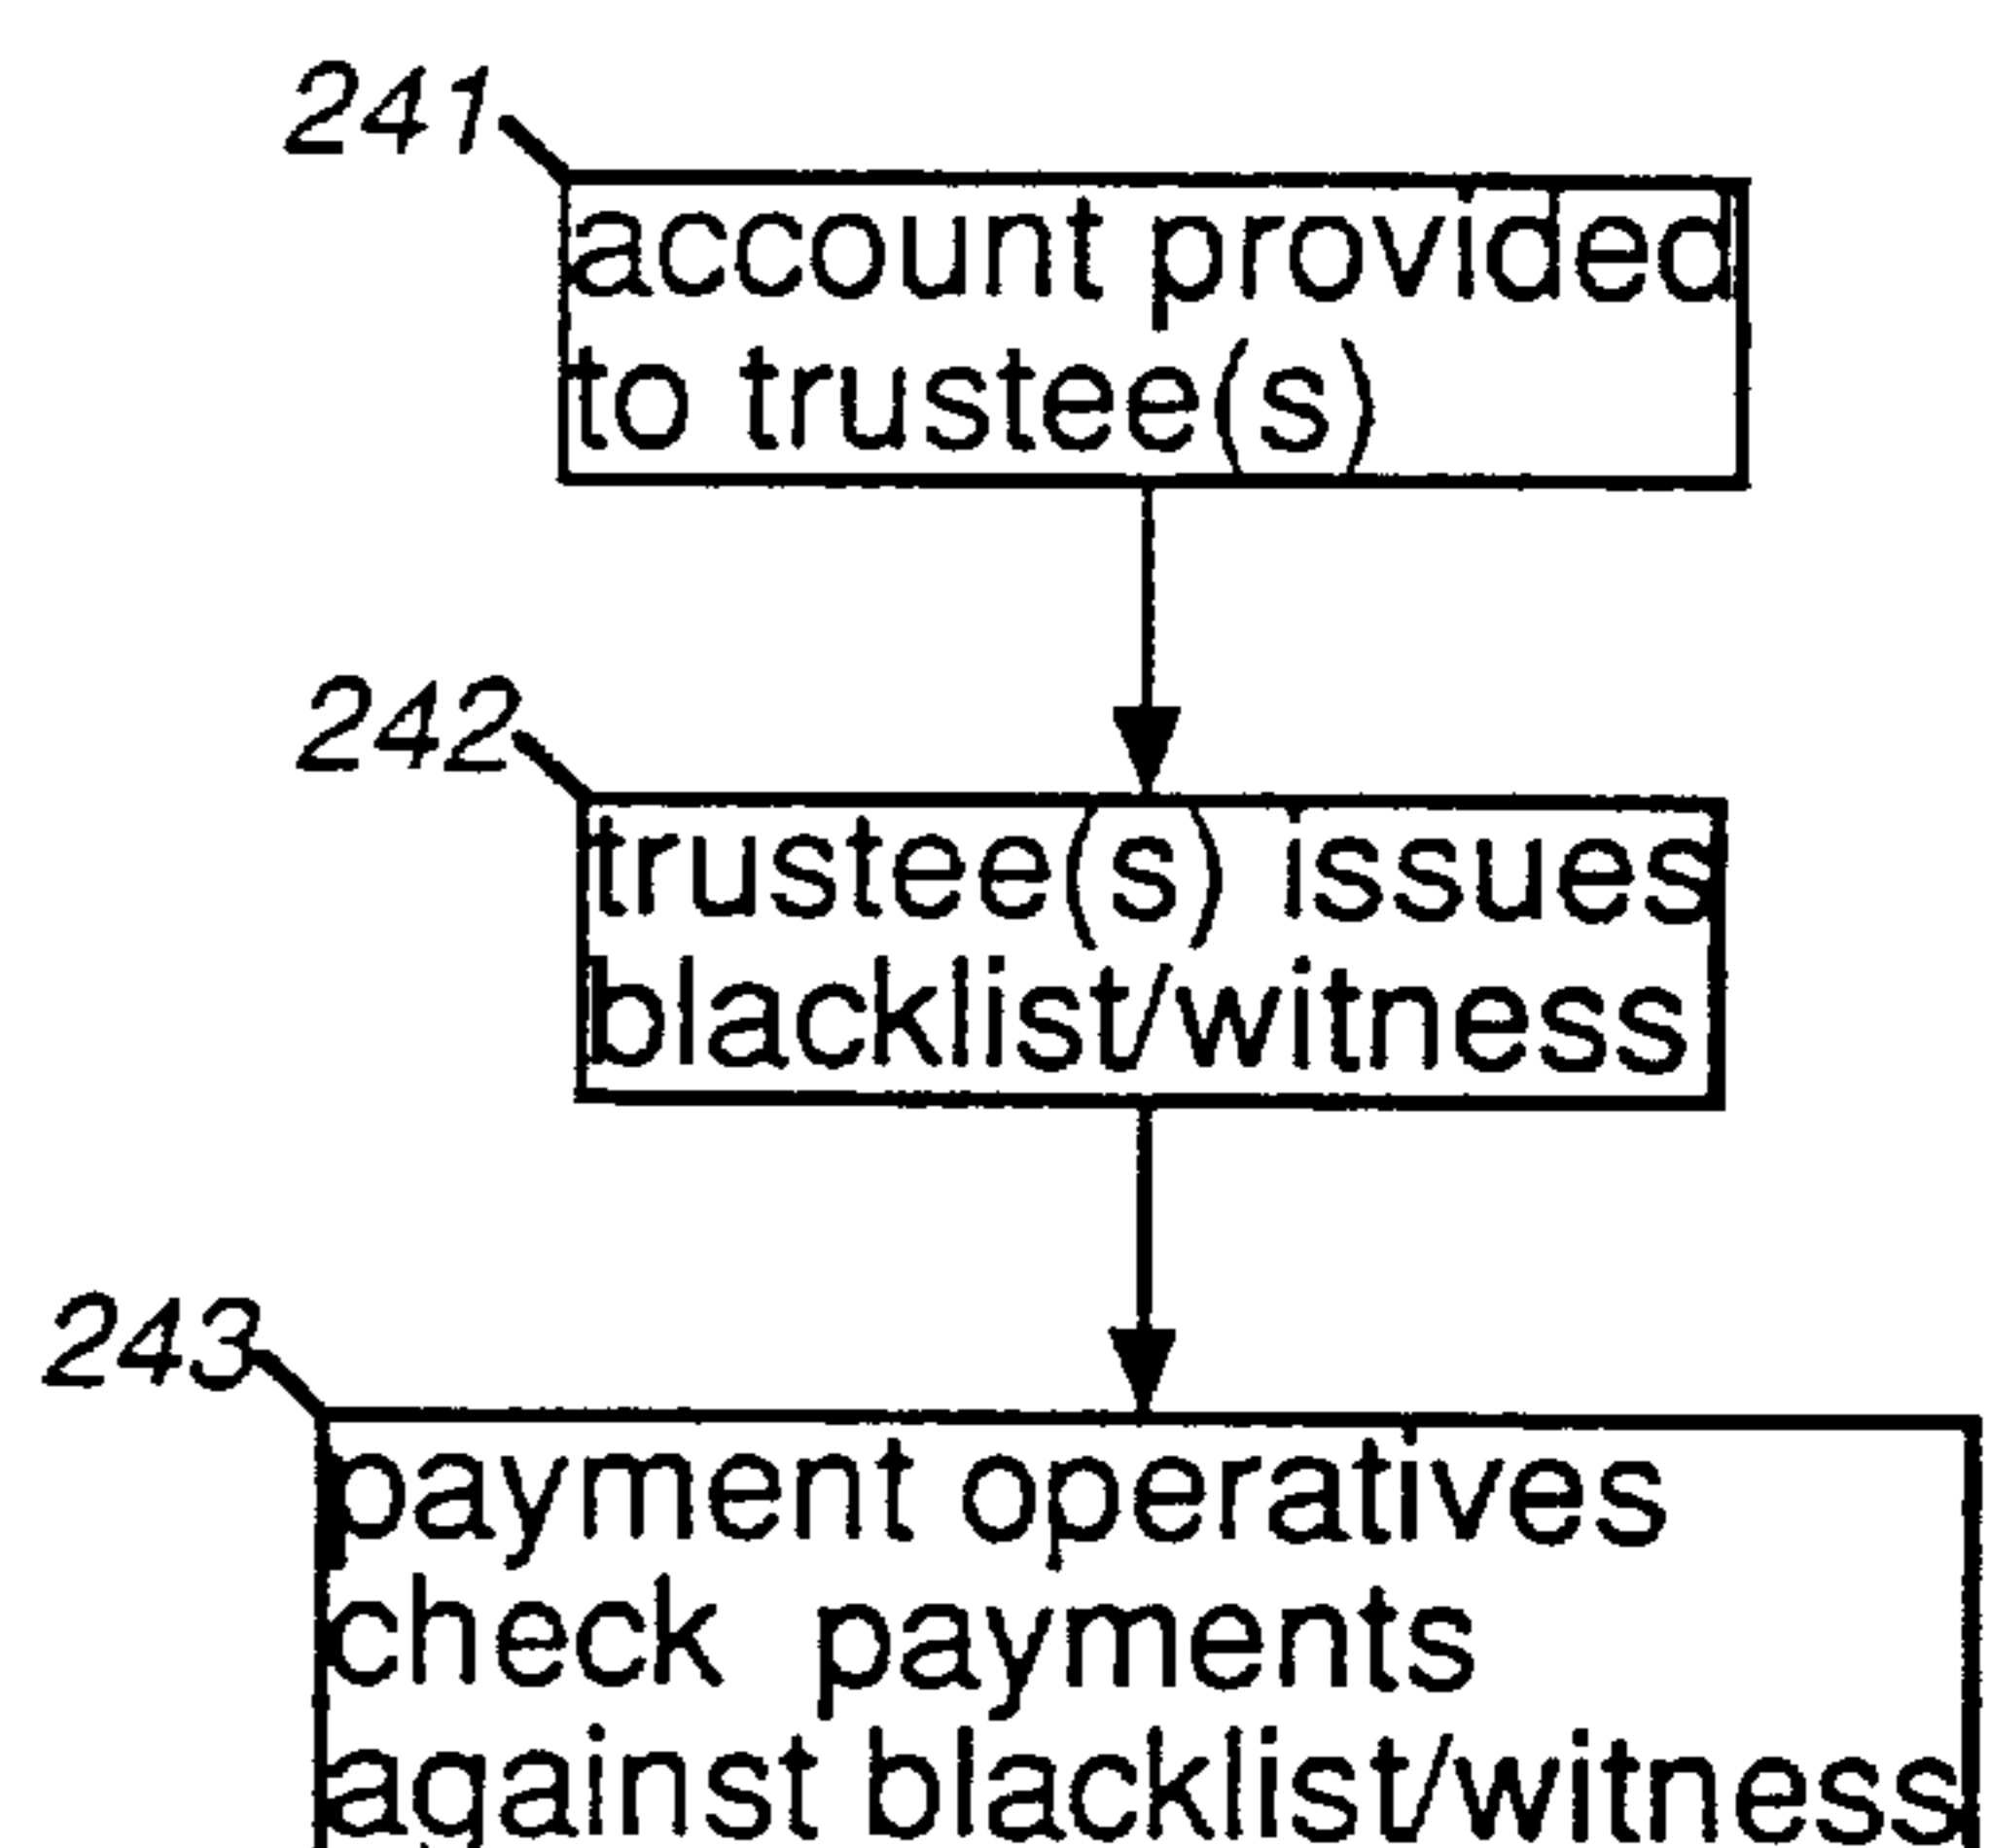 241
account provided
to trustee(s)
242
trustee(s) issues
blacklist/witness
243
payment operatives
check payments
against blacklist/witness